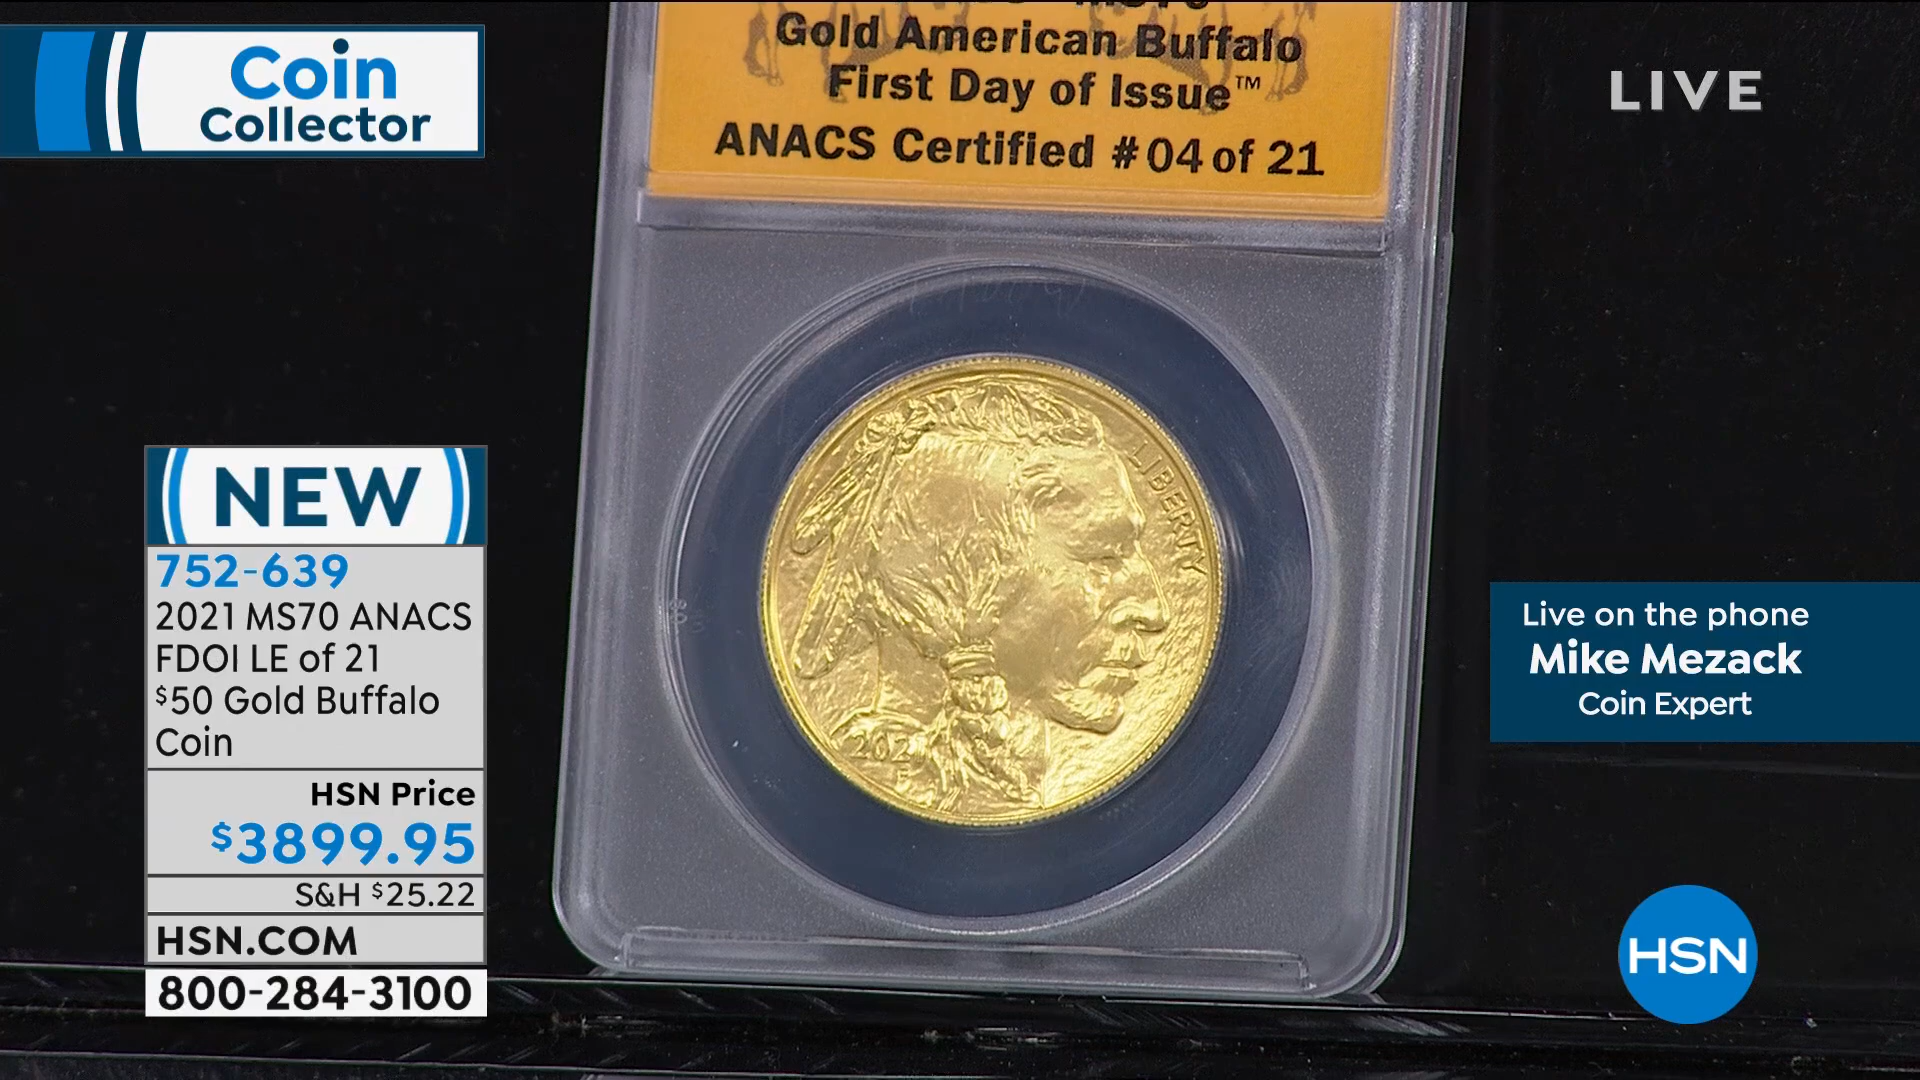 Coin
Collector
Gold American Buffalo
First Day of Issue™
ANACS Certified #04 of 21
LIVE
LIBERTY
NEW
752-639
2021 MS70 ANACS
FDOI LE of 21
$50 Gold Buffalo
Coin
HSN Price
$3899.95
S&H $25.22
HSN.COM
800-284-3100
Live on the phone
Mike Mezack
Coin Expert
HSN